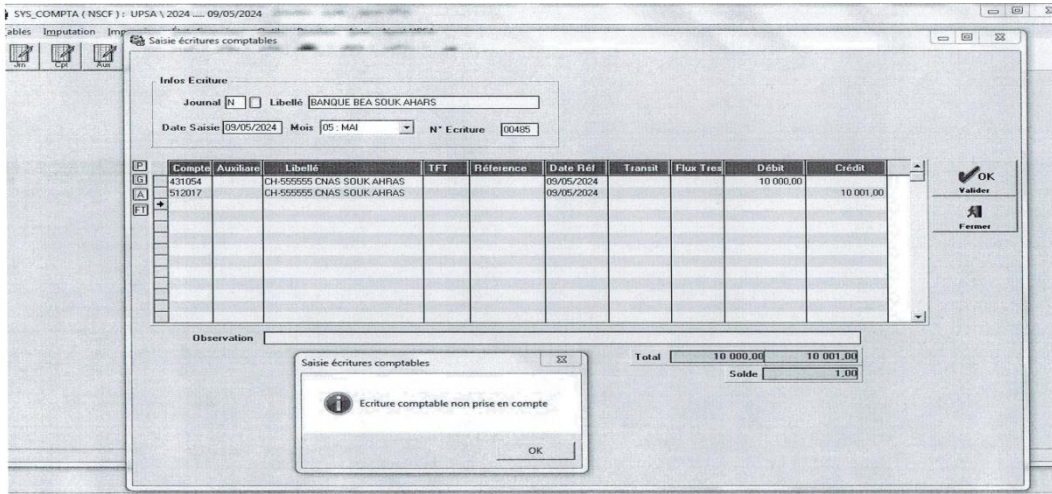 SYS_COMPTA ( NSCF ) : UPSA \ 2024 .... 09/05/2024
ables Imputation
Jrn Cpt Aux
Saisie écritures comptables
Infos Ecriture
Journal N Libellé BANQUE BEA SOUK AHARS
Date Saisie 09/05/2024 Mois 05 : MAI N° Ecriture 00485
P
G
A
FT
Compte Auxiliare Libellé TFT Réference Date Réf Transit Flux Tres Débit Crédit
431054 CH-555555 CNAS SOUK AHRAS 09/05/2024 10 000,00
512017 CH-555555 CNAS SOUK AHRAS 09/05/2024 10 001,00
OK
Valider
Fermer
Observation
Total 10 000,00 10 001,00
Solde 1,00
Saisie écritures comptables
Ecriture comptable non prise en compte
OK